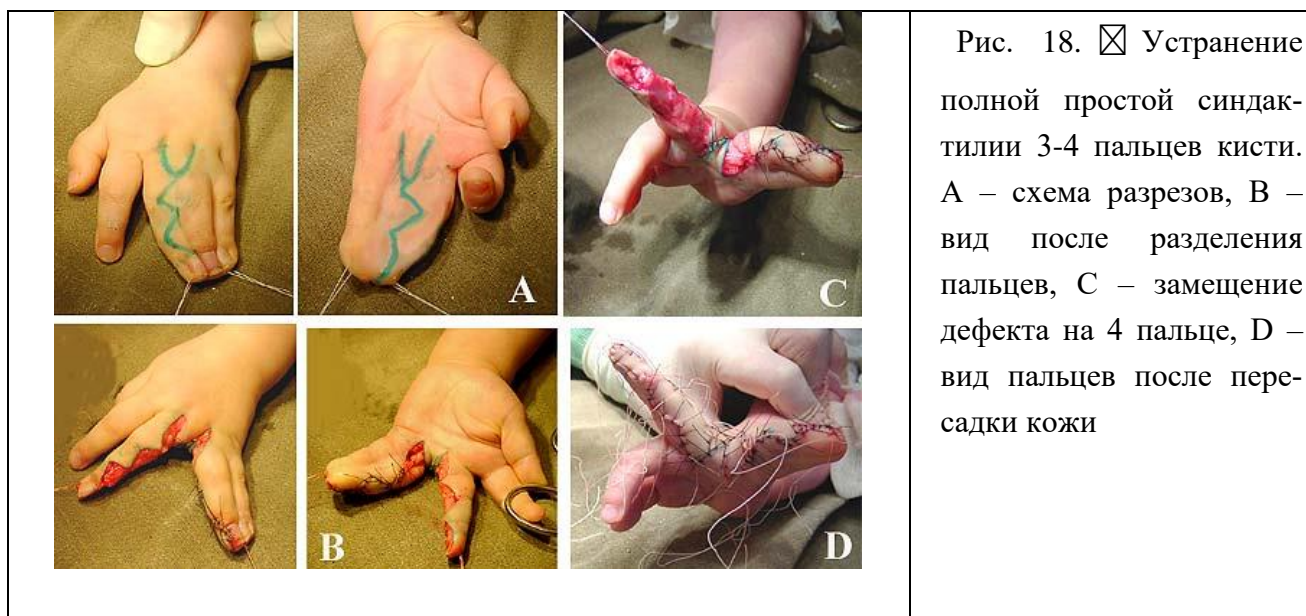 A
C
B
D
Рис. 18. ☒ Устранение
полной простой синдак-
тилии 3-4 пальцев кисти.
А – схема разрезов, В –
вид после разделения
пальцев, С – замещение
дефекта на 4 пальце, D –
вид пальцев после пере-
садки кожи